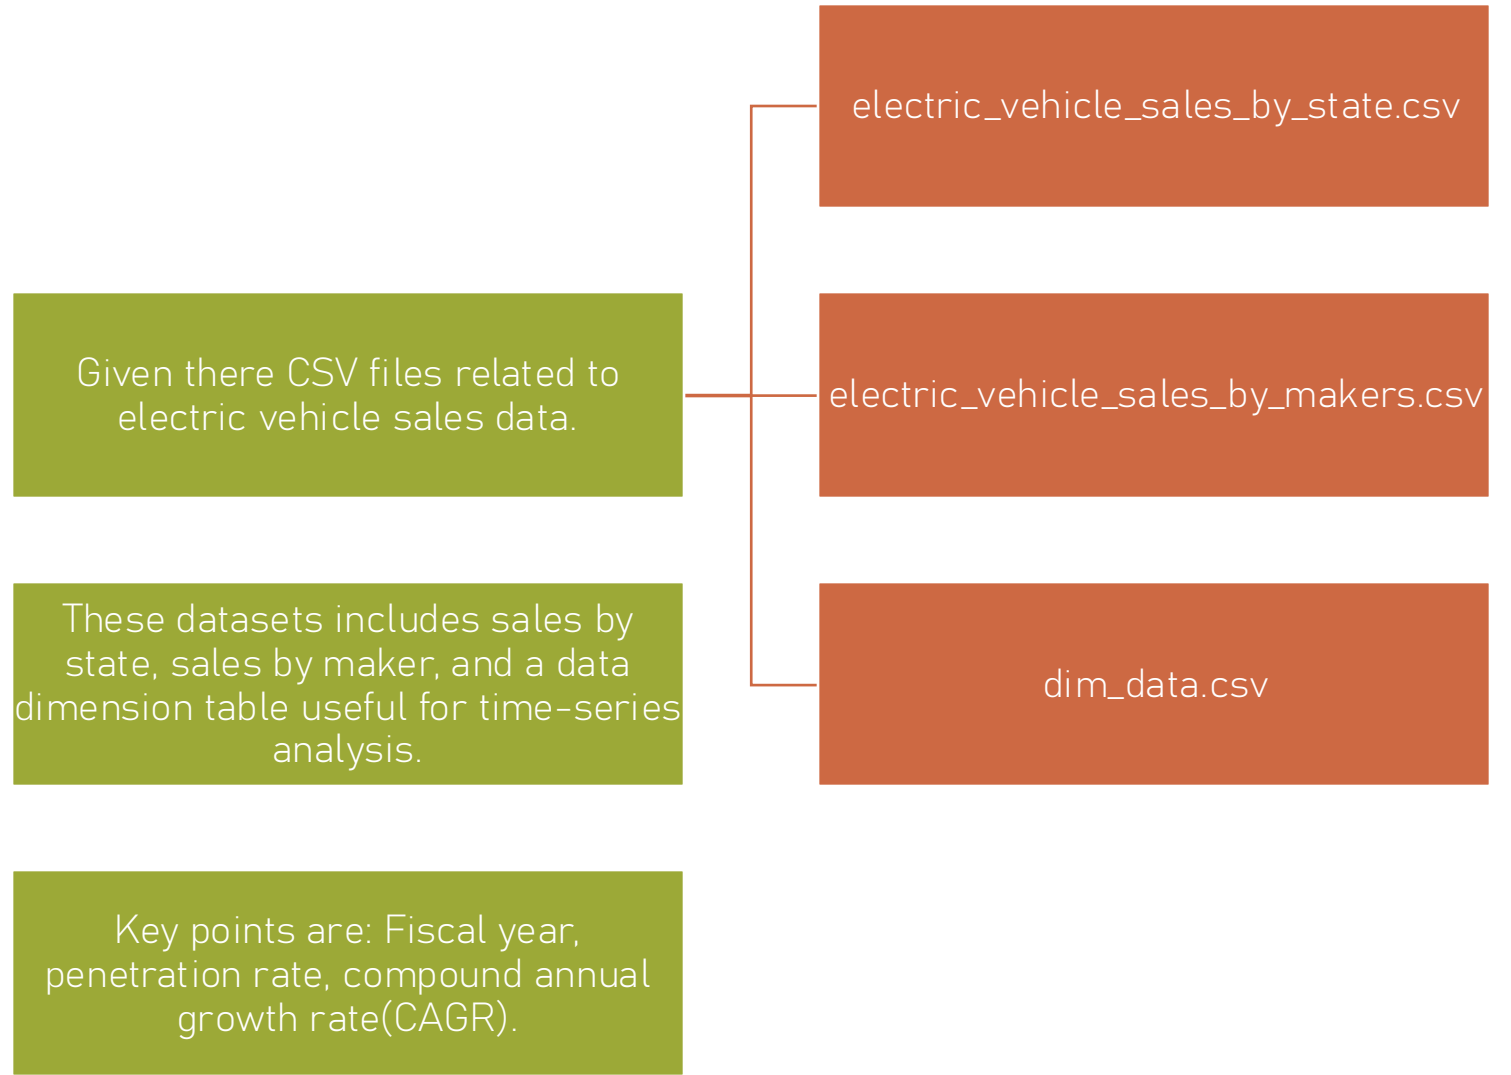 Given there CSV files related to
electric vehicle sales data.
electric_vehicle_sales_by_state.csv
electric_vehicle_sales_by_makers.csv
dim_data.csv
These datasets includes sales by
state, sales by maker, and a data
dimension table useful for time-series
analysis.
Key points are: Fiscal year,
penetration rate, compound annual
growth rate(CAGR).